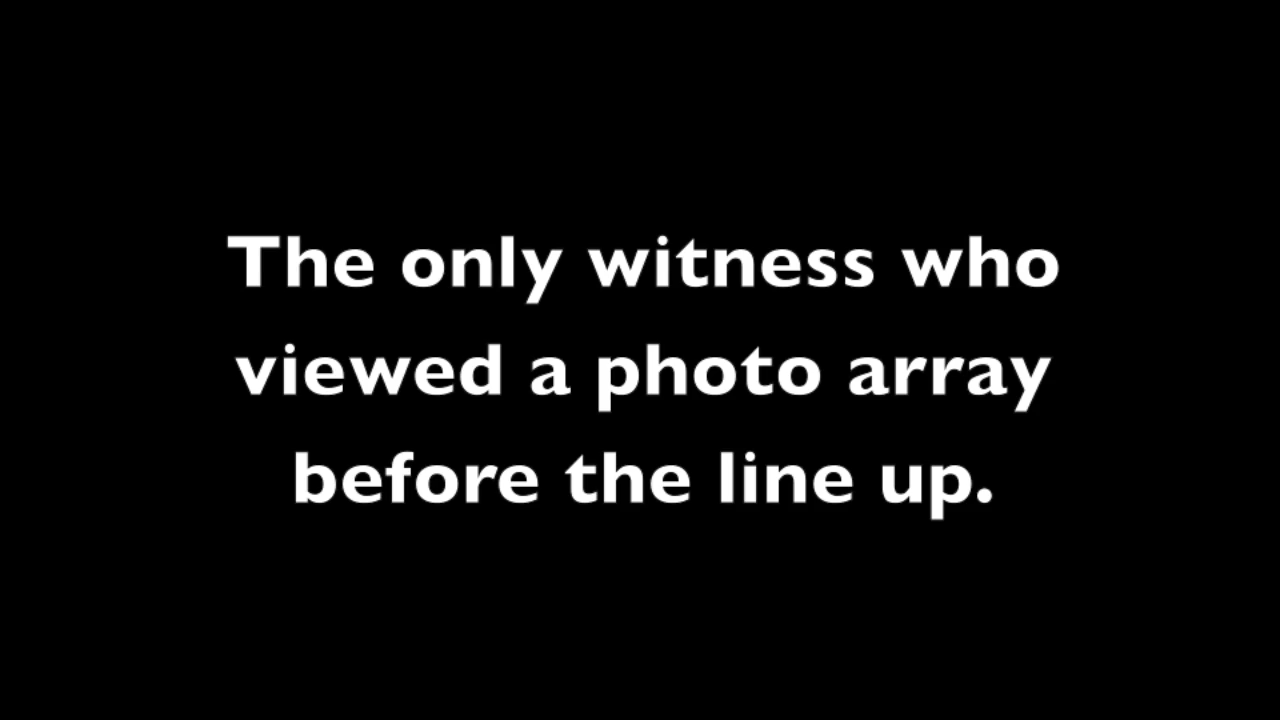 The only witness who
viewed a photo array
before the line up.